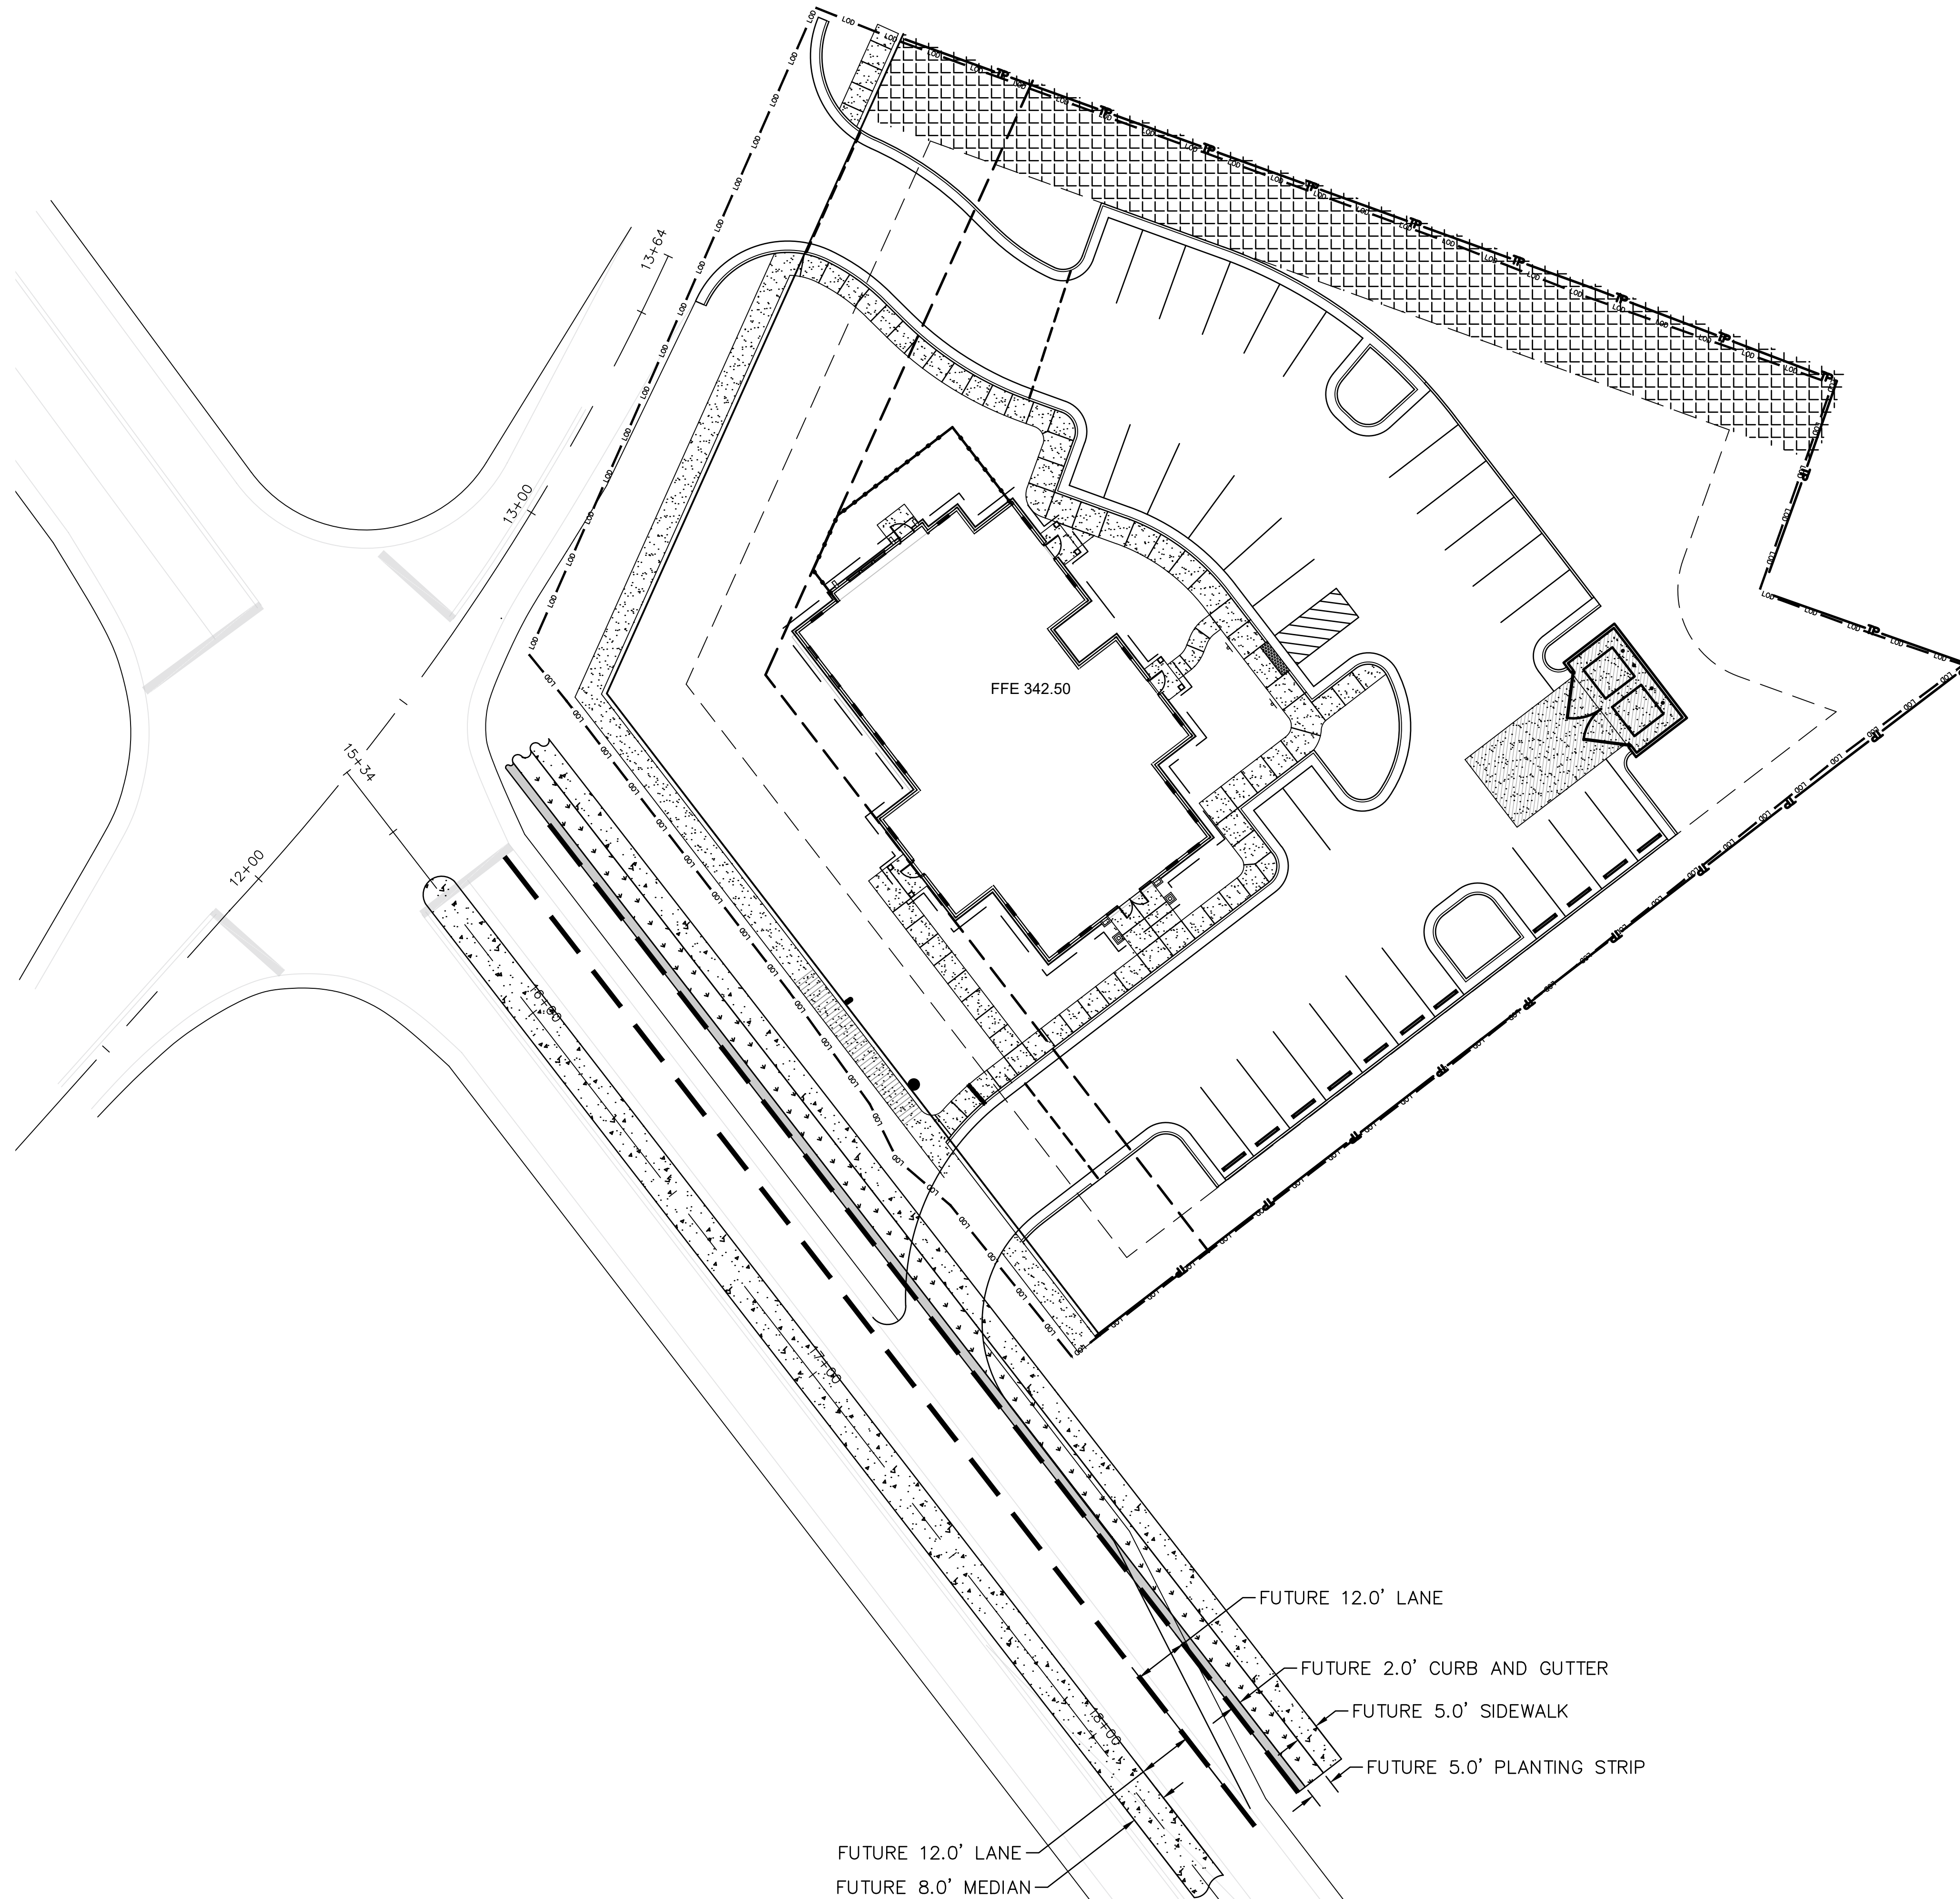 LOD
TP
13+64
13+00
15+34
12+00
FFE 342.50
16+00
17+00
18+00
FUTURE 12.0' LANE
FUTURE 2.0' CURB AND GUTTER
FUTURE 5.0' SIDEWALK
FUTURE 5.0' PLANTING STRIP
FUTURE 12.0' LANE
FUTURE 8.0' MEDIAN